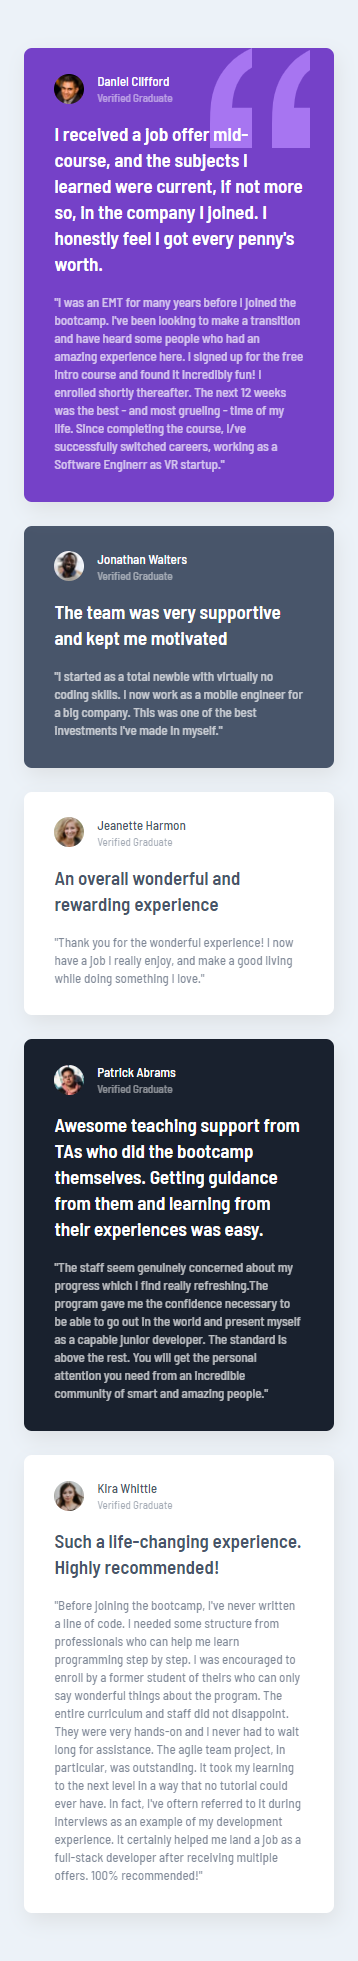 Daniel Clifford
Verified Graduate
I received a job offer mid-
course, and the subjects I
learned were current, if not more
so, in the company I joined. I
honestly feel I got every penny's
worth.
"I was an EMT for many years before I joined the
bootcamp. I've been looking to make a transition
and have heard some people who had an
amazing experience here. I signed up for the free
intro course and found it incredibly fun! I
enrolled shortly thereafter. The next 12 weeks
was the best - and most grueling - time of my
life. Since completing the course, I/ve
successfully switched careers, working as a
Software Enginerr as VR startup."
Jonathan Walters
Verified Graduate
The team was very supportive
and kept me motivated
"I started as a total newbie with virtually no
coding skills. I now work as a mobile engineer for
a big company. This was one of the best
investments I've made in myself."
Jeanette Harmon
Verified Graduate
An overall wonderful and
rewarding experience
"Thank you for the wonderful experience! I now
have a job I really enjoy, and make a good living
while doing something I love."
Patrick Abrams
Verified Graduate
Awesome teaching support from
TAs who did the bootcamp
themselves. Getting guidance
from them and learning from
their experiences was easy.
"The staff seem genuinely concerned about my
progress which I find really refreshing.The
program gave me the confidence necessary to
be able to go out in the world and present myself
as a capable junior developer. The standard is
above the rest. You will get the personal
attention you need from an incredible
community of smart and amazing people."
Kira Whittle
Verified Graduate
Such a life-changing experience.
Highly recommended!
"Before joining the bootcamp, I've never written
a line of code. I needed some structure from
professionals who can help me learn
programming step by step. I was encouraged to
enroll by a former student of theirs who can only
say wonderful things about the program. The
entire curriculum and staff did not disappoint.
They were very hands-on and I never had to wait
long for assistance. The agile team project, in
particular, was outstanding. It took my learning
to the next level in a way that no tutorial could
ever have. In fact, I've oftern referred to it during
interviews as an example of my development
experience. It certainly helped me land a job as a
full-stack developer after receiving multiple
offers. 100% recommended!"